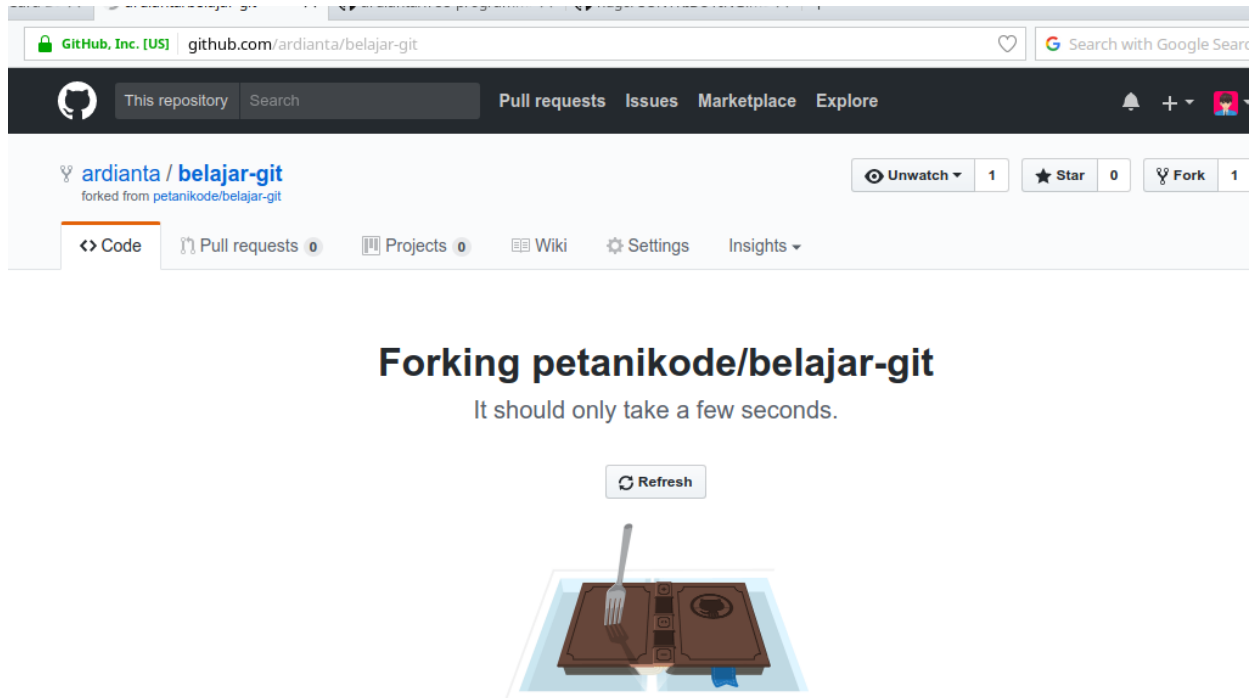 GitHub, Inc. [US] github.com/ardianta/belajar-git Search with Google Searc
This repository Search Pull requests Issues Marketplace Explore
ardianta / belajar-git Unwatch 1 Star 0 Fork 1
forked from petanikode/belajar-git
Code Pull requests 0 Projects 0 Wiki Settings Insights
Forking petanikode/belajar-git
It should only take a few seconds.
Refresh